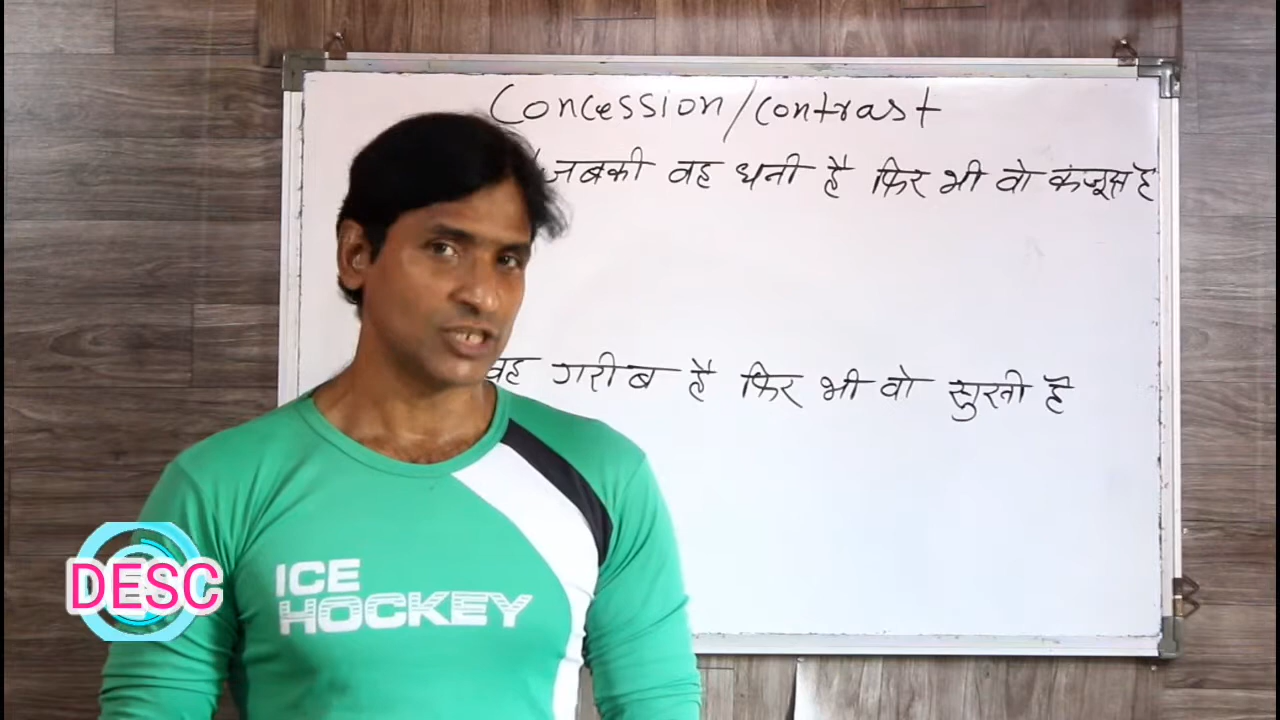 Concession/contrast
जबकी वह धनी है फिर भी वो कंजूस है
वह गरीब है फिर भी वो सुखी है
ICE
HOCKEY
DESC